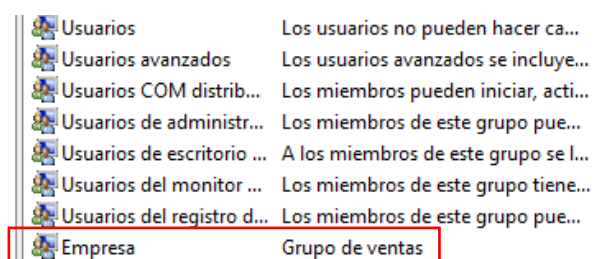 Usuarios Los usuarios no pueden hacer ca...
Usuarios avanzados Los usuarios avanzados se incluye...
Usuarios COM distrib... Los miembros pueden iniciar, acti...
Usuarios de administr... Los miembros de este grupo pue...
Usuarios de escritorio ... A los miembros de este grupo se l...
Usuarios del monitor ... Los miembros de este grupo tiene...
Usuarios del registro d... Los miembros de este grupo pue...
Empresa Grupo de ventas